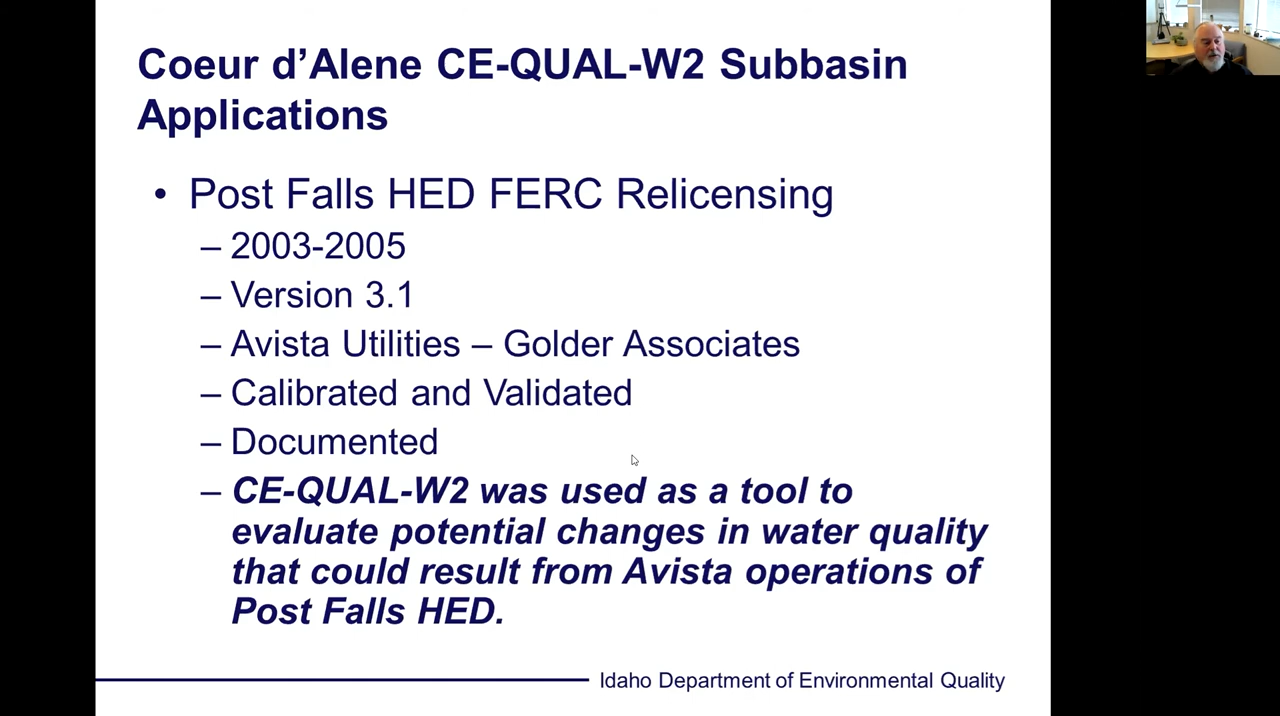 Coeur d’Alene CE-QUAL-W2 Subbasin
Applications
• Post Falls HED FERC Relicensing
– 2003-2005
– Version 3.1
– Avista Utilities – Golder Associates
– Calibrated and Validated
– Documented
– CE-QUAL-W2 was used as a tool to
evaluate potential changes in water quality
that could result from Avista operations of
Post Falls HED.
Idaho Department of Environmental Quality